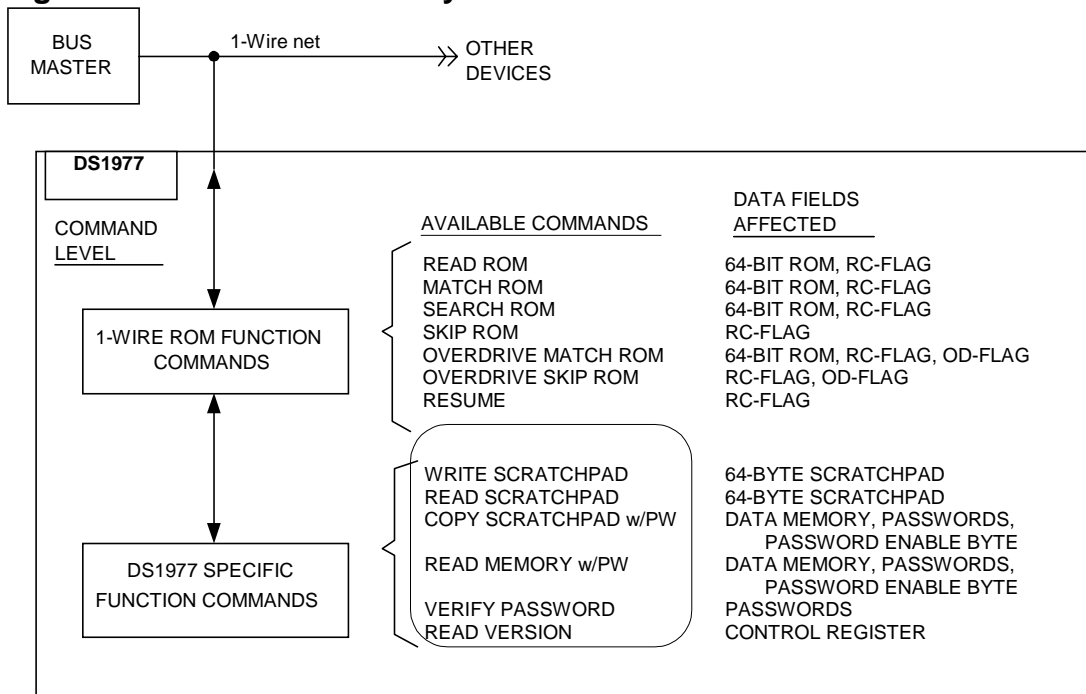 BUS
MASTER
1-Wire net
OTHER
DEVICES
DS1977
COMMAND
LEVEL
AVAILABLE COMMANDS
DATA FIELDS
AFFECTED
1-WIRE ROM FUNCTION
COMMANDS
READ ROM 64-BIT ROM, RC-FLAG
MATCH ROM 64-BIT ROM, RC-FLAG
SEARCH ROM 64-BIT ROM, RC-FLAG
SKIP ROM RC-FLAG
OVERDRIVE MATCH ROM 64-BIT ROM, RC-FLAG, OD-FLAG
OVERDRIVE SKIP ROM RC-FLAG, OD-FLAG
RESUME RC-FLAG
DS1977 SPECIFIC
FUNCTION COMMANDS
WRITE SCRATCHPAD 64-BYTE SCRATCHPAD
READ SCRATCHPAD 64-BYTE SCRATCHPAD
COPY SCRATCHPAD w/PW DATA MEMORY, PASSWORDS,
PASSWORD ENABLE BYTE
READ MEMORY w/PW DATA MEMORY, PASSWORDS,
PASSWORD ENABLE BYTE
VERIFY PASSWORD PASSWORDS
READ VERSION CONTROL REGISTER